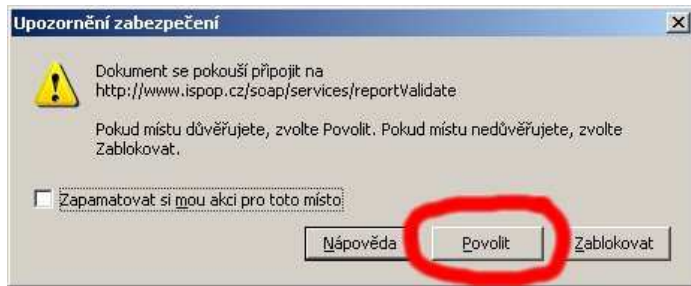 Upozornění zabezpečení
Dokument se pokouší připojit na
http://www.ispop.cz/soap/services/reportValidate
Pokud místu důvěřujete, zvolte Povolit. Pokud místu nedůvěřujete, zvolte
Zablokovat.
Zapamatovat si mou akci pro toto místo
Nápověda Povolit Zablokovat